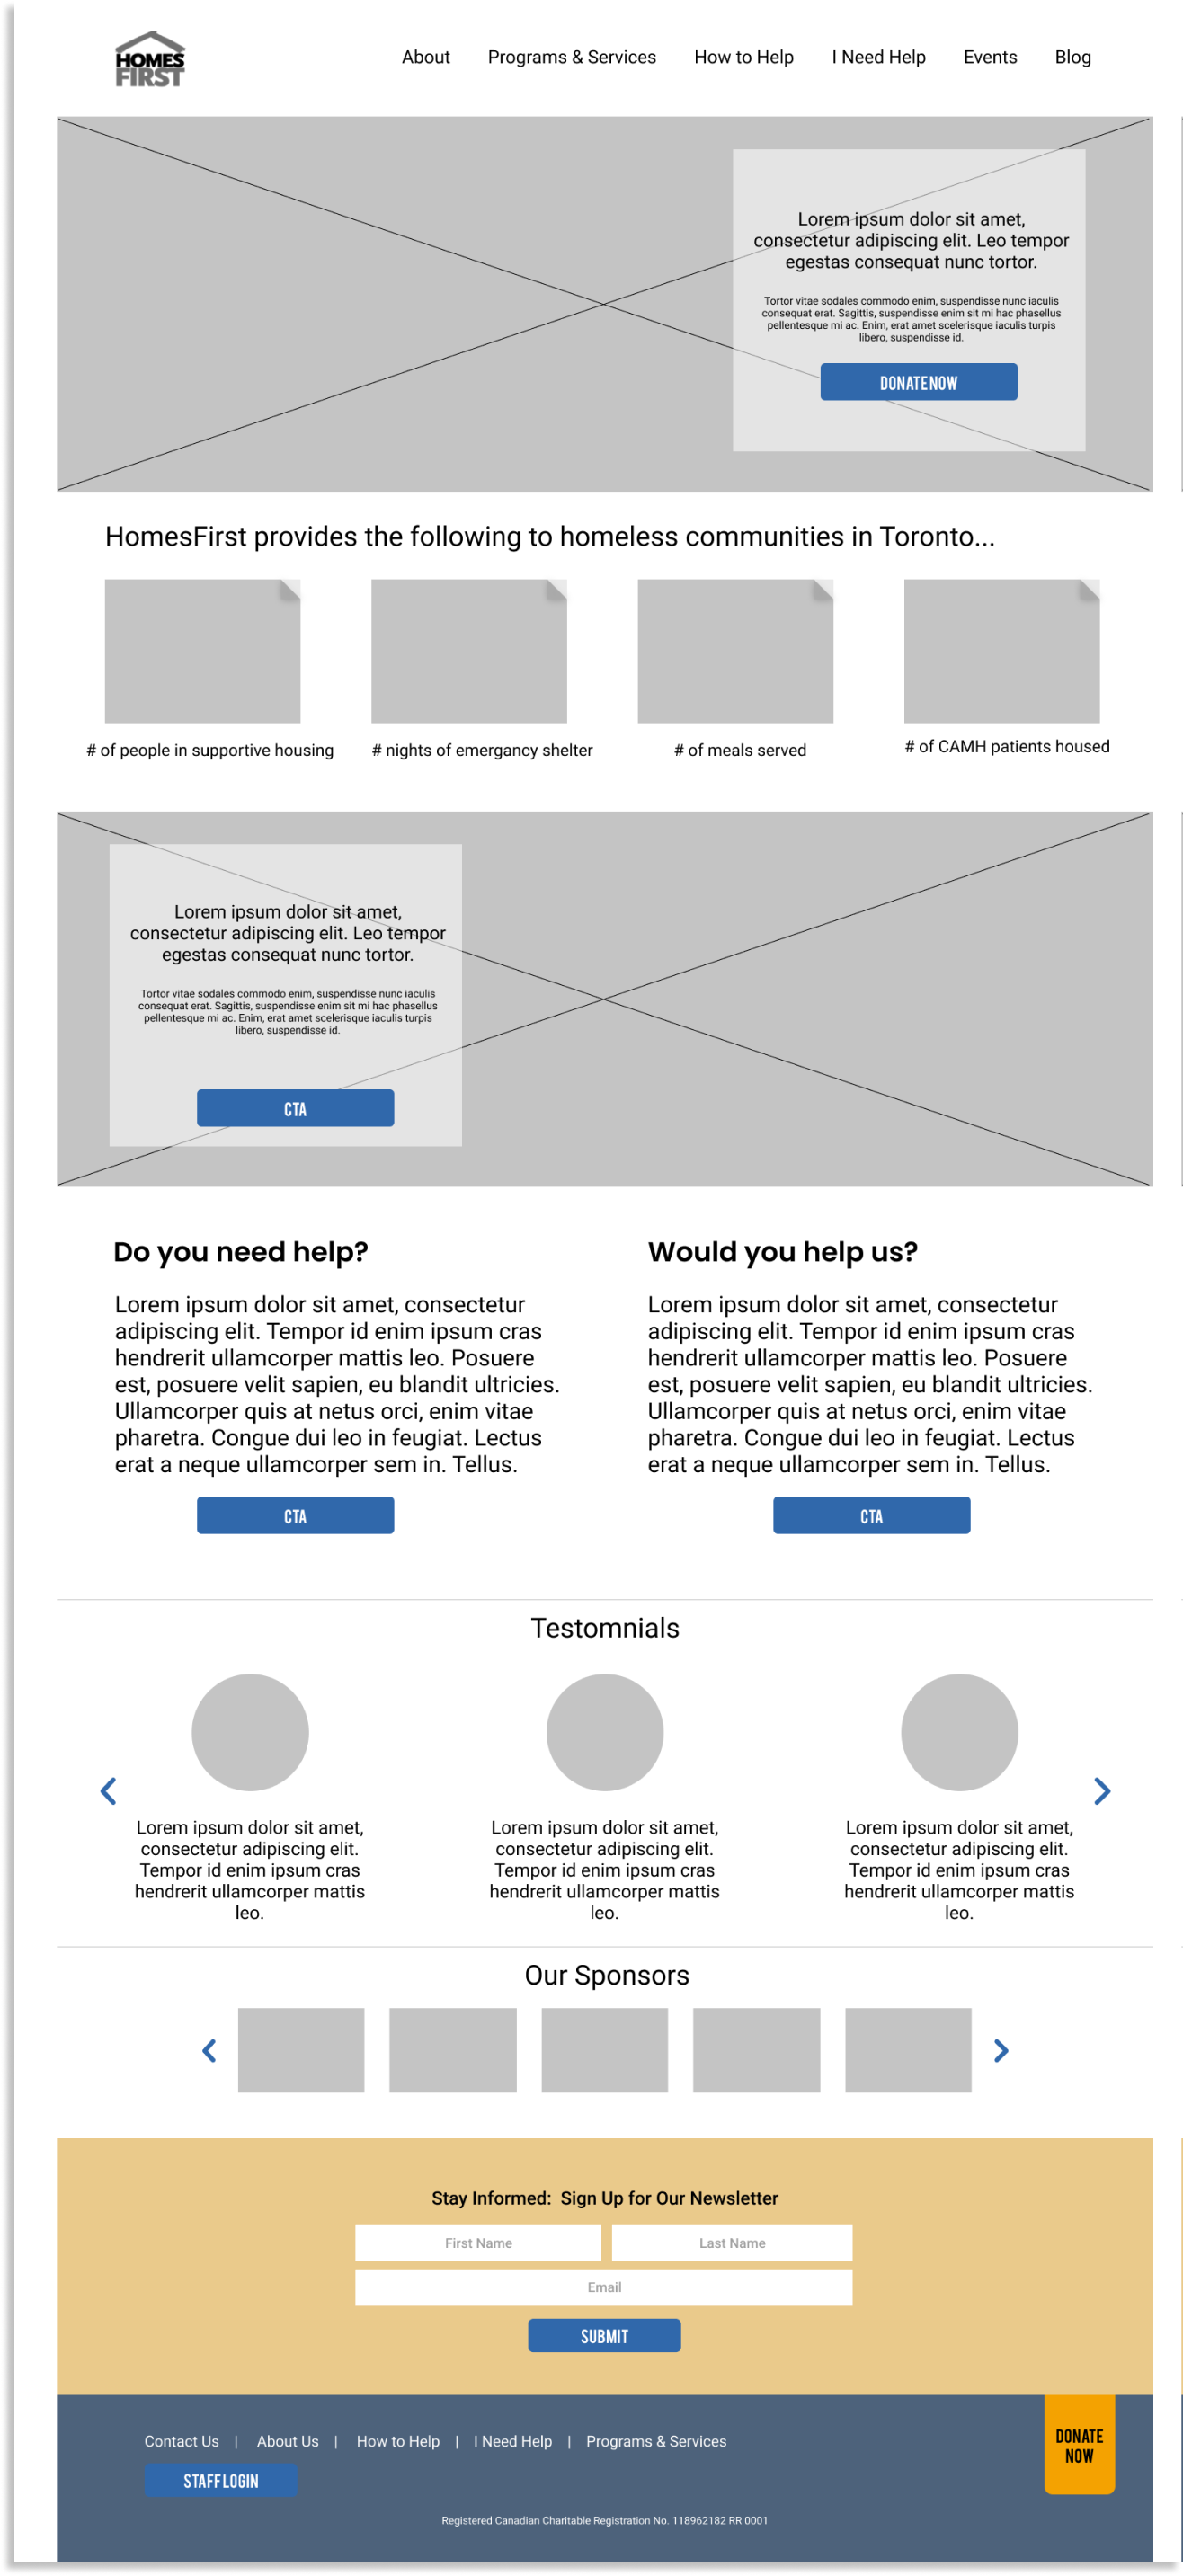 HOMES
FIRST
About Programs & Services How to Help I Need Help Events Blog
Lorem ipsum dolor sit amet,
consectetur adipiscing elit. Leo tempor
egestas consequat nunc tortor.
Tortor vitae sodales commodo enim, suspendisse nunc iaculis
consequat erat. Sagittis, suspendisse enim sit mi hac phasellus
pellentesque mi ac. Enim, erat amet scelerisque iaculis turpis
libero, suspendisse id.
DONATE NOW
HomesFirst provides the following to homeless communities in Toronto...
# of people in supportive housing
# nights of emergancy shelter
# of meals served
# of CAMH patients housed
Lorem ipsum dolor sit amet,
consectetur adipiscing elit. Leo tempor
egestas consequat nunc tortor.
Tortor vitae sodales commodo enim, suspendisse nunc iaculis
consequat erat. Sagittis, suspendisse enim sit mi hac phasellus
pellentesque mi ac. Enim, erat amet scelerisque iaculis turpis
libero, suspendisse id.
CTA
Do you need help?
Lorem ipsum dolor sit amet, consectetur
adipiscing elit. Tempor id enim ipsum cras
hendrerit ullamcorper mattis leo. Posuere
est, posuere velit sapien, eu blandit ultricies.
Ullamcorper quis at netus orci, enim vitae
pharetra. Congue dui leo in feugiat. Lectus
erat a neque ullamcorper sem in. Tellus.
CTA
Would you help us?
Lorem ipsum dolor sit amet, consectetur
adipiscing elit. Tempor id enim ipsum cras
hendrerit ullamcorper mattis leo. Posuere
est, posuere velit sapien, eu blandit ultricies.
Ullamcorper quis at netus orci, enim vitae
pharetra. Congue dui leo in feugiat. Lectus
erat a neque ullamcorper sem in. Tellus.
CTA
Testomnials
Lorem ipsum dolor sit amet,
consectetur adipiscing elit.
Tempor id enim ipsum cras
hendrerit ullamcorper mattis
leo.
Lorem ipsum dolor sit amet,
consectetur adipiscing elit.
Tempor id enim ipsum cras
hendrerit ullamcorper mattis
leo.
Lorem ipsum dolor sit amet,
consectetur adipiscing elit.
Tempor id enim ipsum cras
hendrerit ullamcorper mattis
leo.
Our Sponsors
Stay Informed: Sign Up for Our Newsletter
First Name
Last Name
Email
SUBMIT
Contact Us | About Us | How to Help | I Need Help | Programs & Services
STAFF LOGIN
DONATE
NOW
Registered Canadian Charitable Registration No. 118962182 RR 0001